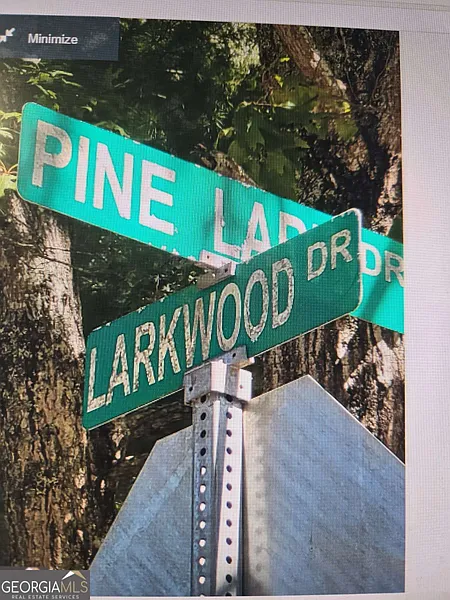 Minimize
PINE DR
LARKWOOD DR
GEORGIAMLS
REAL ESTATE SERVICES